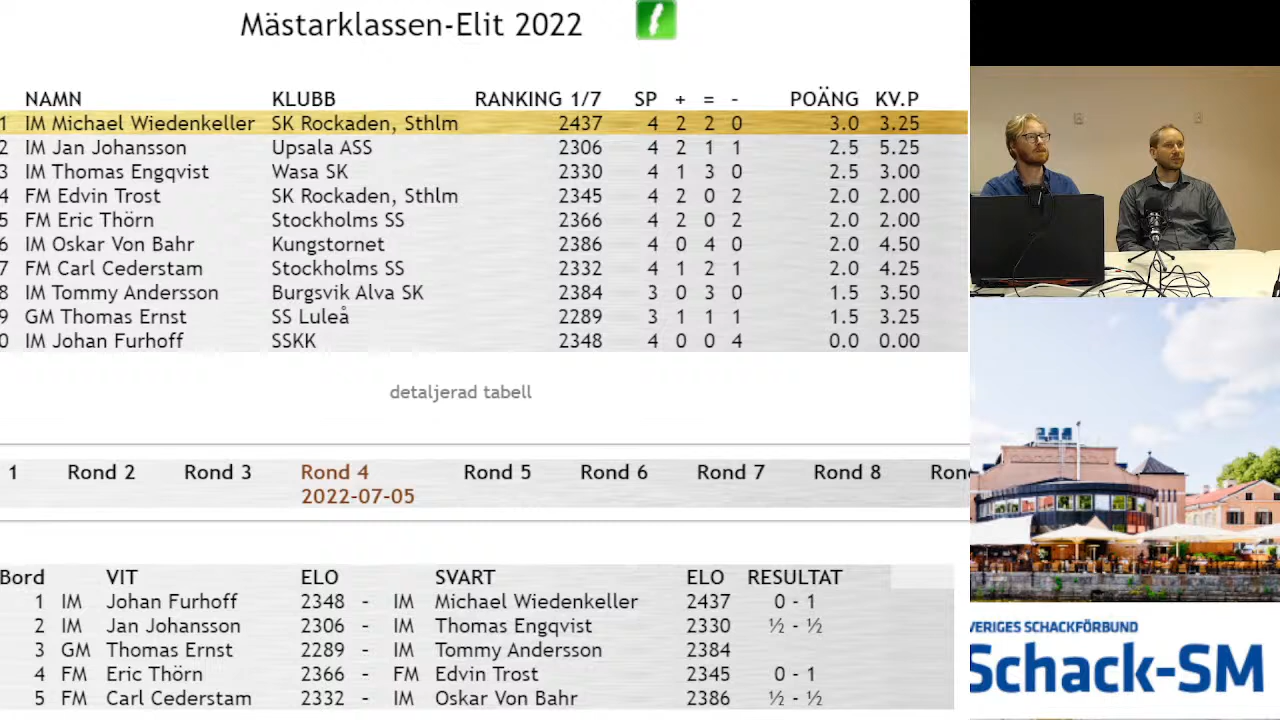 Mästarklassen-Elit 2022
NAMN KLUBB RANKING 1/7 SP + = - POÄNG KV.P
1 IM Michael Wiedenkeller SK Rockaden, Sthlm 2437 4 2 2 0 3.0 3.25
2 IM Jan Johansson Upsala ASS 2306 4 2 1 1 2.5 5.25
3 IM Thomas Engqvist Wasa SK 2330 4 1 3 0 2.5 3.00
4 FM Edvin Trost SK Rockaden, Sthlm 2345 4 2 0 2 2.0 2.00
5 FM Eric Thörn Stockholms SS 2366 4 2 0 2 2.0 2.00
6 IM Oskar Von Bahr Kungstornet 2386 4 0 4 0 2.0 4.50
7 FM Carl Cederstam Stockholms SS 2332 4 1 2 1 2.0 4.25
8 IM Tommy Andersson Burgsvik Alva SK 2384 3 0 3 0 1.5 3.50
9 GM Thomas Ernst SS Luleå 2289 3 1 1 1 1.5 3.25
0 IM Johan Furhoff SSKK 2348 4 0 0 4 0.0 0.00
detaljerad tabell
1 Rond 2 Rond 3 Rond 4 Rond 5 Rond 6 Rond 7 Rond 8 Ron
2022-07-05
Bord VIT ELO SVART ELO RESULTAT
1 IM Johan Furhoff 2348 - IM Michael Wiedenkeller 2437 0 - 1
2 IM Jan Johansson 2306 - IM Thomas Engqvist 2330 ½ - ½
3 GM Thomas Ernst 2289 - IM Tommy Andersson 2384
4 FM Eric Thörn 2366 - FM Edvin Trost 2345 0 - 1
5 FM Carl Cederstam 2332 - IM Oskar Von Bahr 2386 ½ - ½
VERIGES SCHACKFÖRBUND
Schack-SM